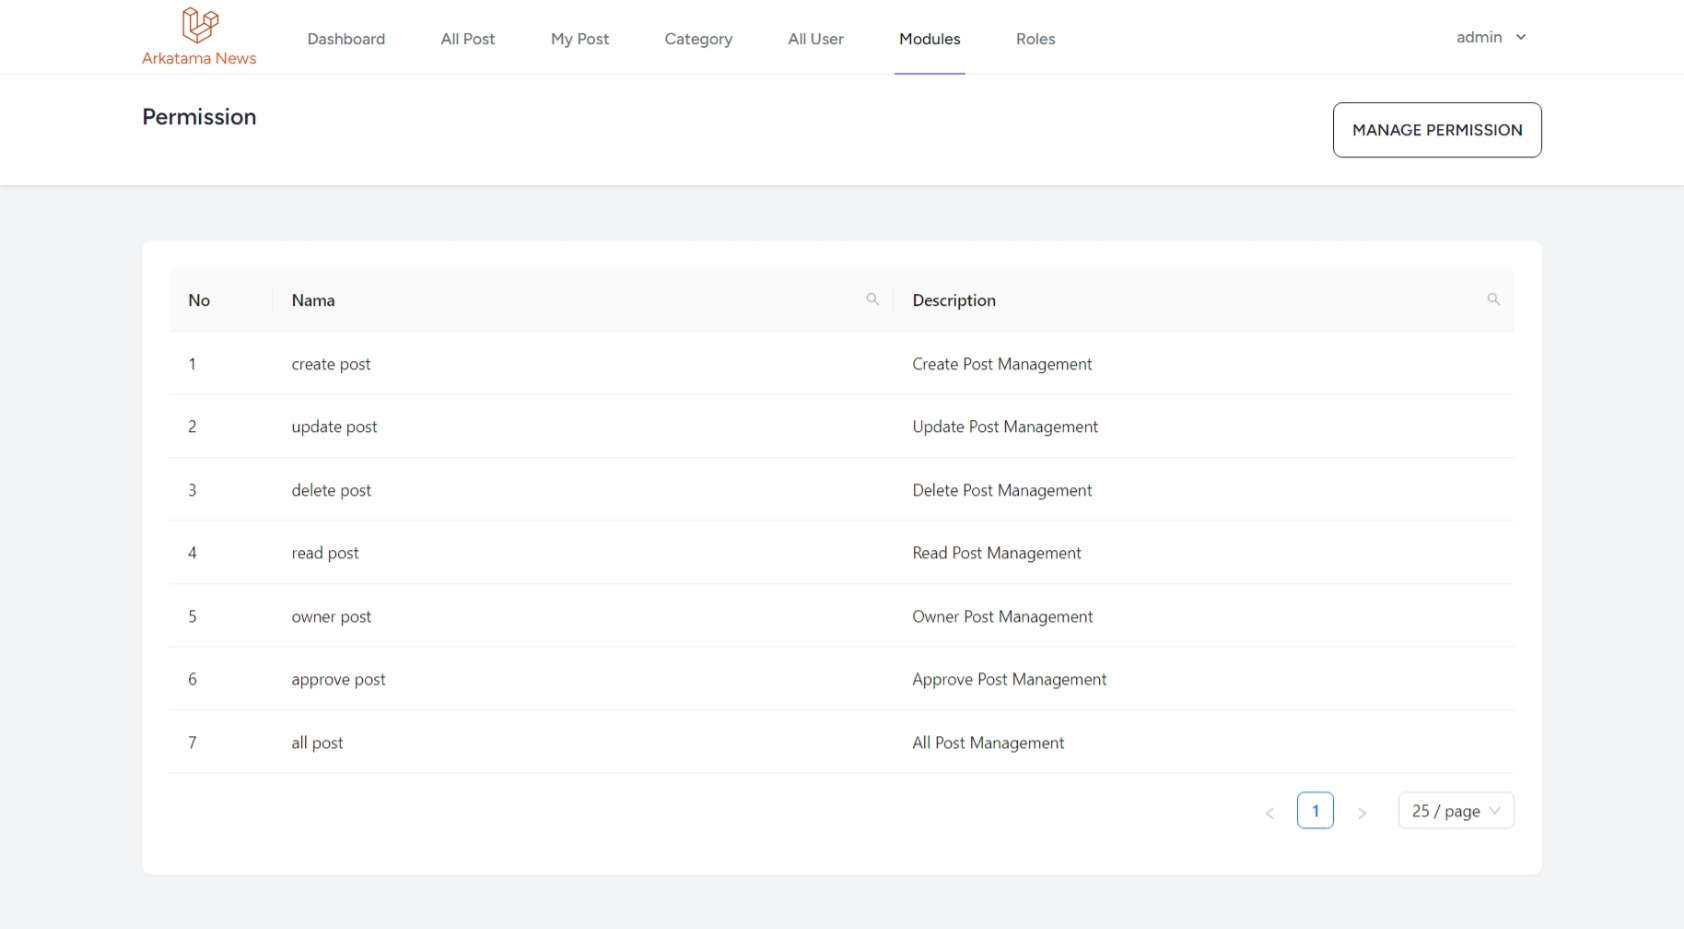 Arkatama News
Dashboard All Post My Post Category All User Modules Roles admin
Permission
MANAGE PERMISSION
No Nama Description
1 create post Create Post Management
2 update post Update Post Management
3 delete post Delete Post Management
4 read post Read Post Management
5 owner post Owner Post Management
6 approve post Approve Post Management
7 all post All Post Management
< 1 > 25 / page